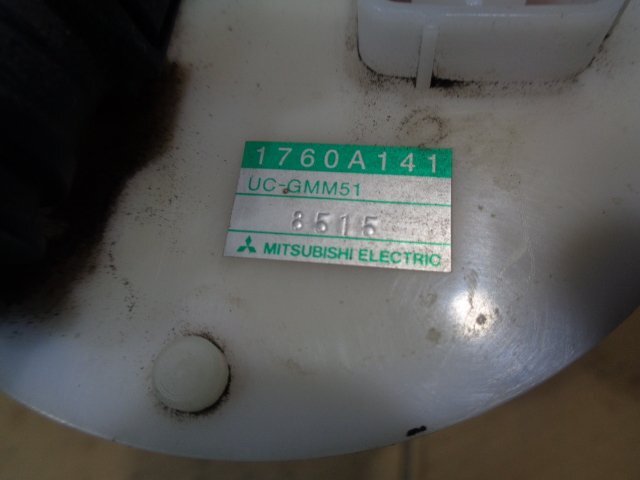 1760A141
UC-GMM51
8515
MITSUBISHI ELECTRIC